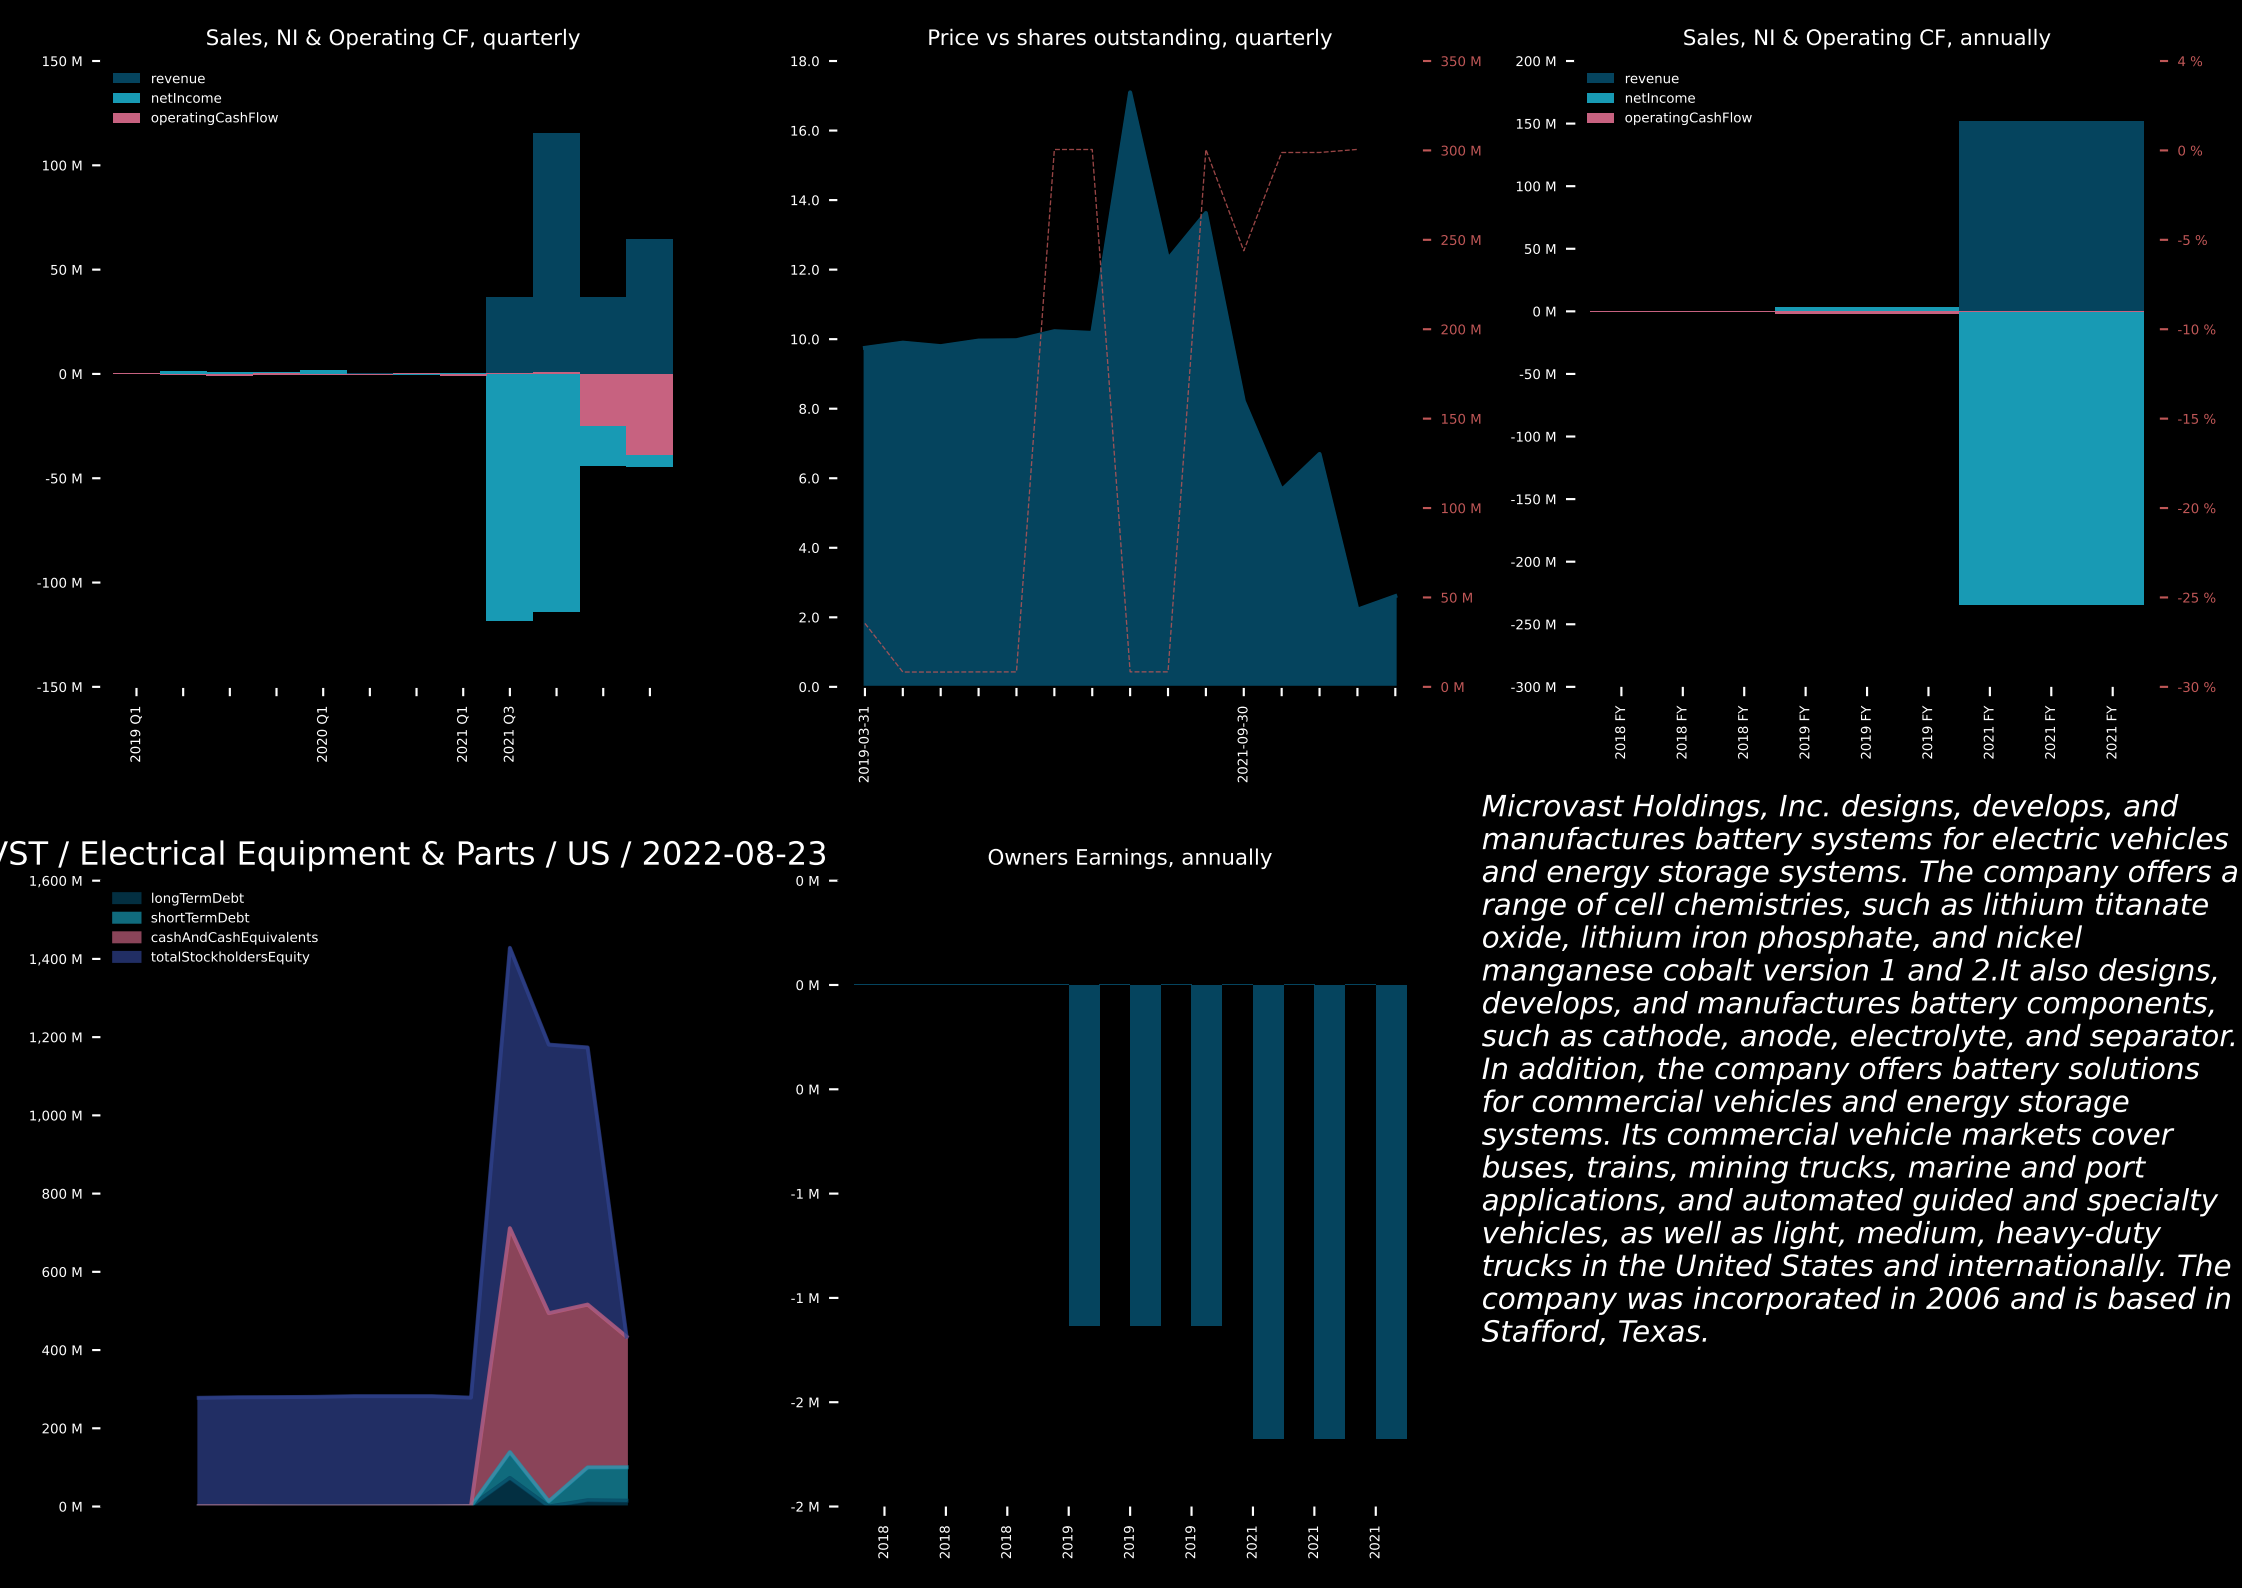 Sales, NI & Operating CF, quarterly
150 M
100 M
50 M
0 M
-50 M
-100 M
-150 M
revenue
netIncome
operatingCashFlow
2019 Q1
2020 Q1
2021 Q1
2021 Q3
Price vs shares outstanding, quarterly
18.0
16.0
14.0
12.0
10.0
8.0
6.0
4.0
2.0
0.0
350 M
300 M
250 M
200 M
150 M
100 M
50 M
0 M
2019-03-31
2021-09-30
Sales, NI & Operating CF, annually
200 M
150 M
100 M
50 M
0 M
-50 M
-100 M
-150 M
-200 M
-250 M
-300 M
revenue
netIncome
operatingCashFlow
4 %
0 %
-5 %
-10 %
-15 %
-20 %
-25 %
-30 %
2018 FY
2018 FY
2018 FY
2019 FY
2019 FY
2019 FY
2021 FY
2021 FY
2021 FY
VST / Electrical Equipment & Parts / US / 2022-08-23
1,600 M
1,400 M
1,200 M
1,000 M
800 M
600 M
400 M
200 M
0 M
longTermDebt
shortTermDebt
cashAndCashEquivalents
totalStockholdersEquity
Owners Earnings, annually
0 M
0 M
0 M
-1 M
-1 M
-2 M
-2 M
2018
2018
2018
2019
2019
2019
2021
2021
2021
Microvast Holdings, Inc. designs, develops, and
manufactures battery systems for electric vehicles
and energy storage systems. The company offers a
range of cell chemistries, such as lithium titanate
oxide, lithium iron phosphate, and nickel
manganese cobalt version 1 and 2.It also designs,
develops, and manufactures battery components,
such as cathode, anode, electrolyte, and separator.
In addition, the company offers battery solutions
for commercial vehicles and energy storage
systems. Its commercial vehicle markets cover
buses, trains, mining trucks, marine and port
applications, and automated guided and specialty
vehicles, as well as light, medium, heavy-duty
trucks in the United States and internationally. The
company was incorporated in 2006 and is based in
Stafford, Texas.